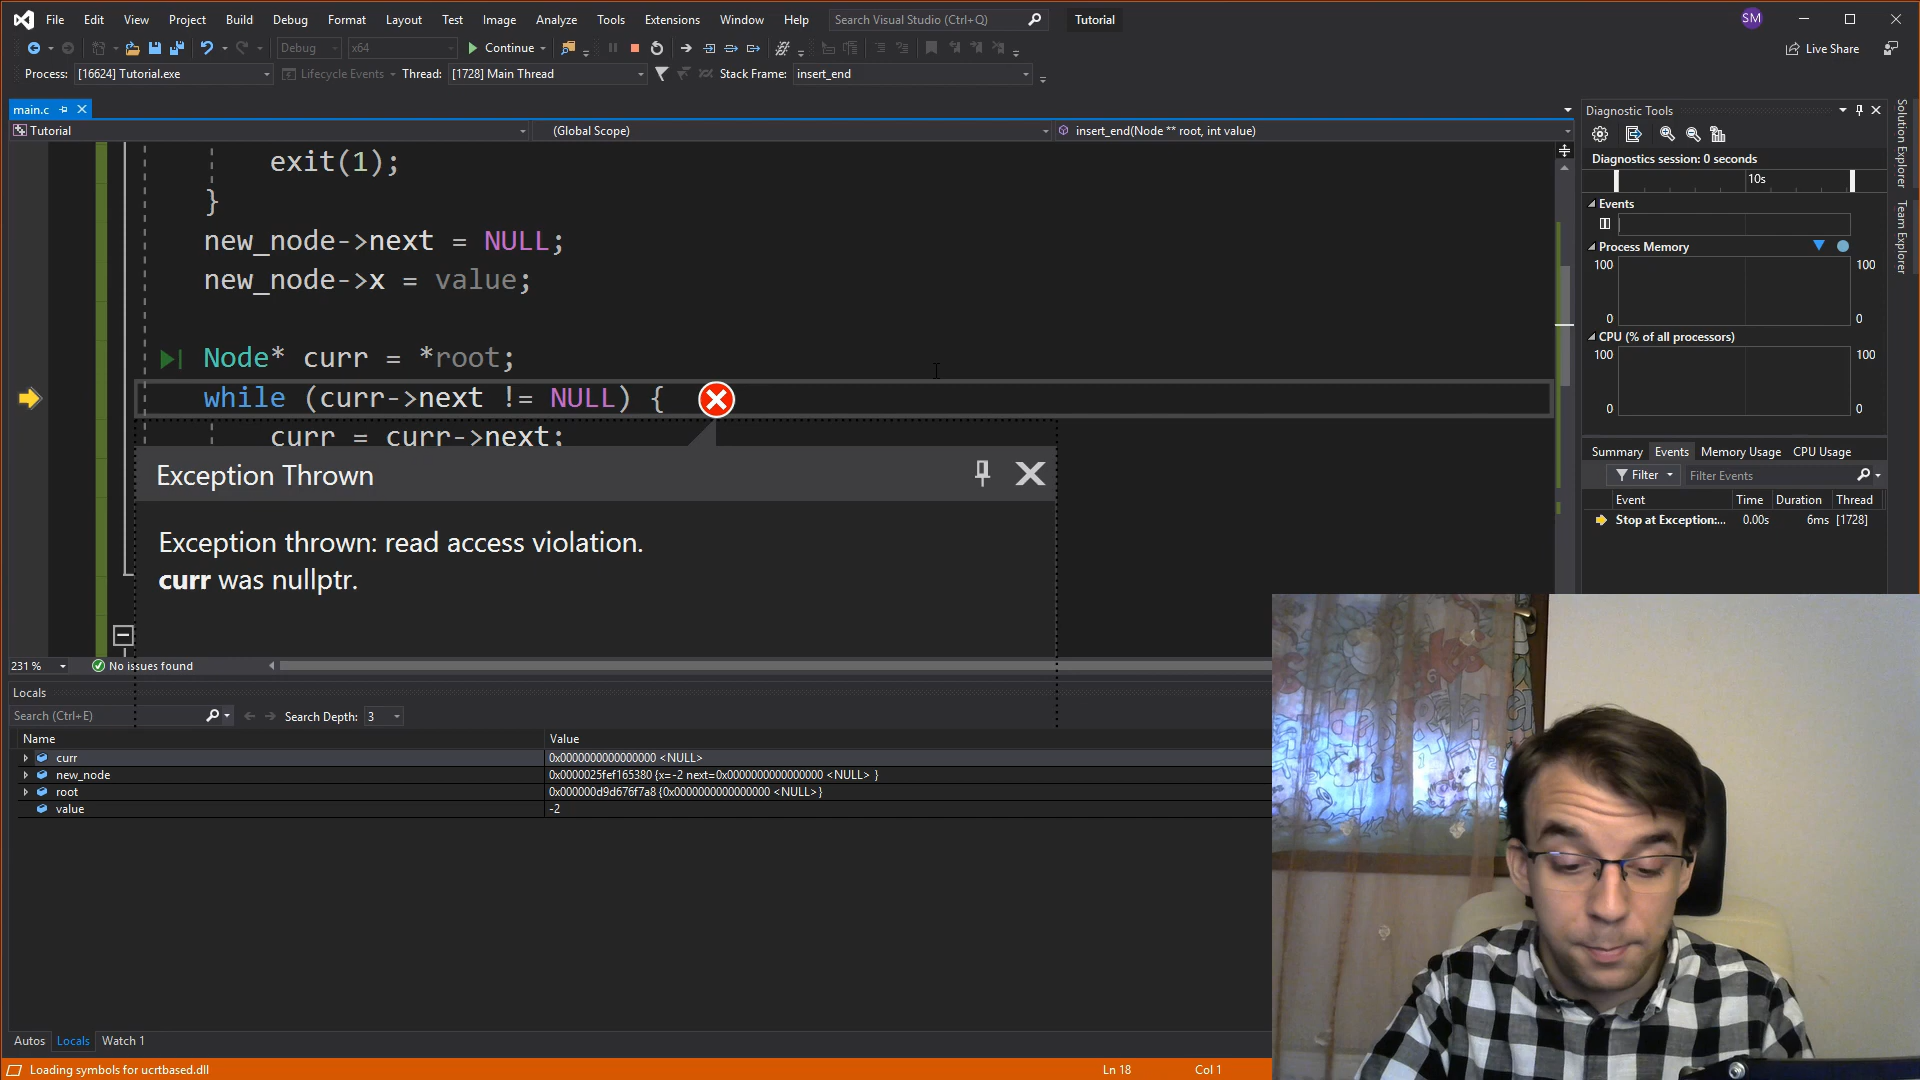 File Edit View Project Build Debug Format Layout Test Image Analyze Tools Extensions Window Help Search Visual Studio (Ctrl+Q) Tutorial SM
Debug x64 Continue Live Share
Process: [16624] Tutorial.exe Lifecycle Events Thread: [1728] Main Thread Stack Frame: insert_end
main.c
Tutorial (Global Scope) insert_end(Node ** root, int value)
exit(1);
}
new_node->next = NULL;
new_node->x = value;
Node* curr = *root;
while (curr->next != NULL) {
curr = curr->next;
Exception Thrown
Exception thrown: read access violation.
curr was nullptr.
231 % No issues found
Locals
Search (Ctrl+E) Search Depth: 3
Name Value
curr 0x0000000000000000 <NULL>
new_node 0x0000025fef165380 {x=-2 next=0x0000000000000000 <NULL> }
root 0x000000d9d676f7a8 {0x0000000000000000 <NULL>}
value -2
Autos Locals Watch 1
Loading symbols for ucrtbased.dll Ln 18 Col 1
Diagnostic Tools
Diagnostics session: 0 seconds
10s
Events
Process Memory
100 100
0 0
CPU (% of all processors)
100 100
0 0
Summary Events Memory Usage CPU Usage
Filter Filter Events
Event Time Duration Thread
Stop at Exception:... 0.00s 6ms [1728]
Solution Explorer
Team Explorer